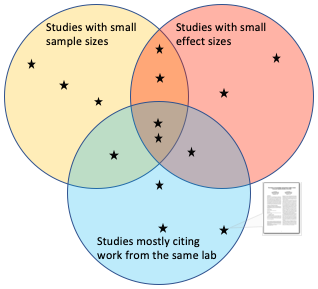 Studies with small
sample sizes
Studies with small
effect sizes
Studies mostly citing
work from the same lab